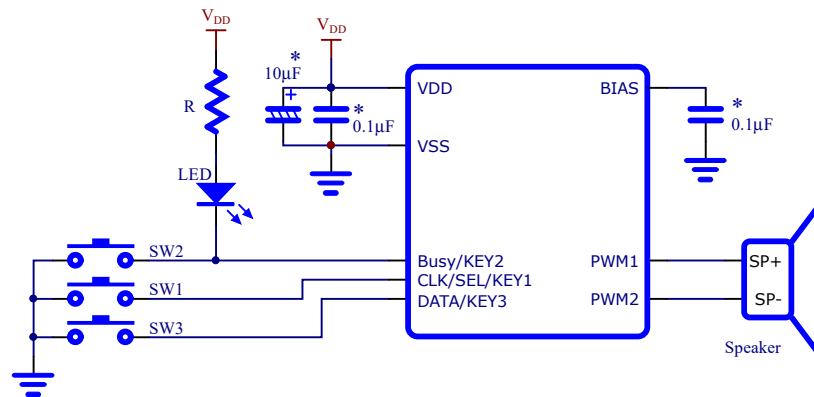 VDD
VDD
*
10μF
+
R
*
0.1μF
VDD
VSS
BIAS
*
0.1μF
LED
SW2
SW1
SW3
Busy/KEY2
CLK/SEL/KEY1
DATA/KEY3
PWM1
PWM2
SP+
SP-
Speaker